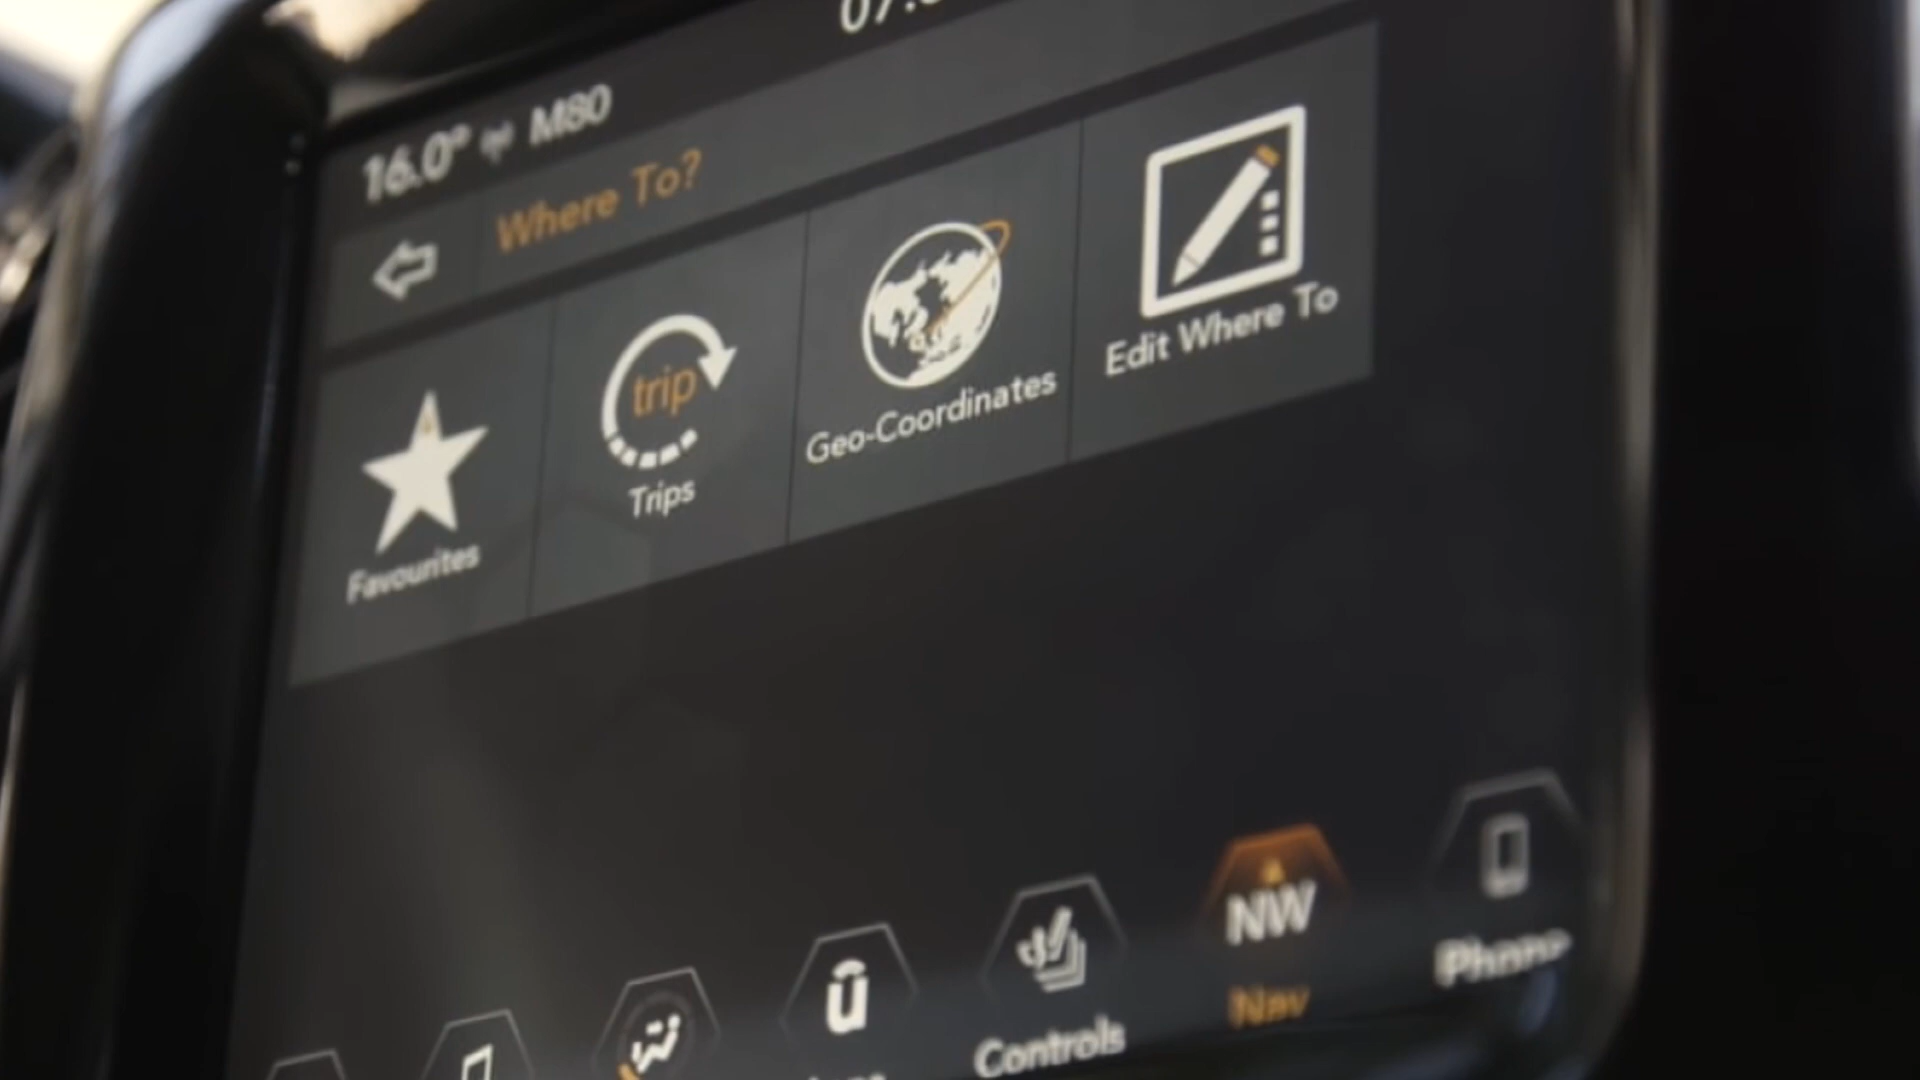 16.0° M80
Where To?
Favourites
trip
Trips
Geo-Coordinates
Edit Where To
Controls
NW
Nav
Phone